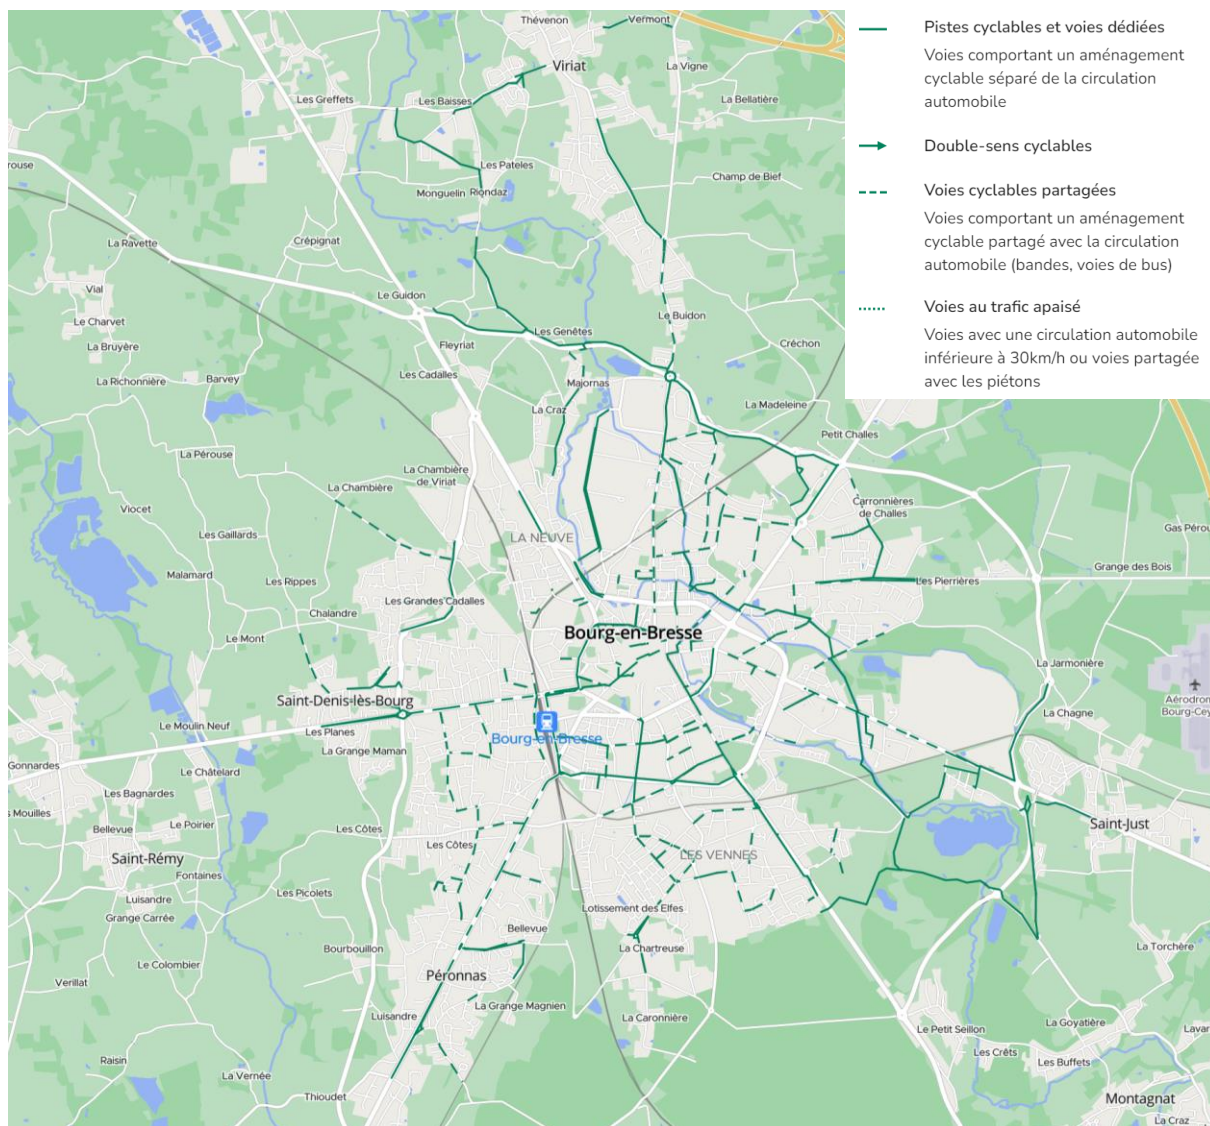 Pistes cyclables et voies dédiées
Voies comportant un aménagement
cyclable séparé de la circulation
automobile
Double-sens cyclables
Voies cyclables partagées
Voies comportant un aménagement
cyclable partagé avec la circulation
automobile (bandes, voies de bus)
Voies au trafic apaisé
Voies avec une circulation automobile
inférieure à 30km/h ou voies partagée
avec les piétons
Thévenon
Vermont
Viriat
La Vigne
Les Greffets
Les Baisses
La Bellatière
rouse
Les Pateles
Champ de Bief
Monguelin
Riondaz
La Ravette
Crépignat
Vial
Le Guidon
Le Charvet
Les Genêtes
Le Buidon
La Bruyère
Fleyriat
Créchon
La Richonnière
Barvey
Les Cadalles
Majornas
La Craz
La Madeleine
Petit Challes
La Pérouse
La Chambière
de Viriat
La Chambière
Carronnières
de Challes
Viocet
Les Gaillards
LA NEUVE
Gas Pérou
Malamard
Les Rippes
Les Pierrières
Grange des Bois
Chalandre
Les Grandes Cadalles
Le Mont
Bourg-en-Bresse
La Jarmonière
Saint-Denis-lès-Bourg
Aérodrom
Bourg-Cey
Le Moulin Neuf
Les Planes
La Chagne
Bourg-en-Bresse
La Grange Maman
Gonnardes
Le Châtelard
Les Bagnardes
s Mouilles
Bellevue
Le Poirier
Les Côtes
Saint-Just
Les Côtes
Saint-Rémy
LES VENNES
Fontaines
Les Picolets
Luisandre
Lotissement des Elfes
Grange Carrée
Bellevue
Bourbouillon
La Chartreuse
La Torchère
Le Colombier
Péronnas
Verillat
La Grange Magnien
Luisandre
La Caronnière
Le Petit Seillon
La Goyatière
Lavar
Les Crêts
Raisin
Les Buffets
La Vernée
Thioudet
Montagnat
La Craz